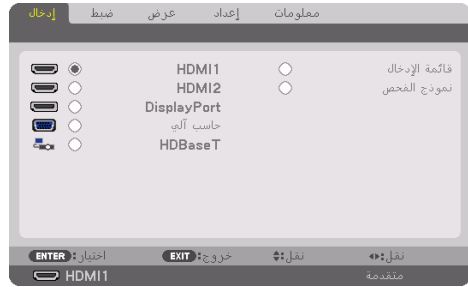 إدخال ضبط عرض إعداد معلومات
HDMI1
HDMI2
DisplayPort
حاسب آلي
HDBaseT
قائمة الإدخال
نموذج الفحص
ENTER :اختيار EXIT :خروج نقل: نقل:
HDMI1 متقدمة